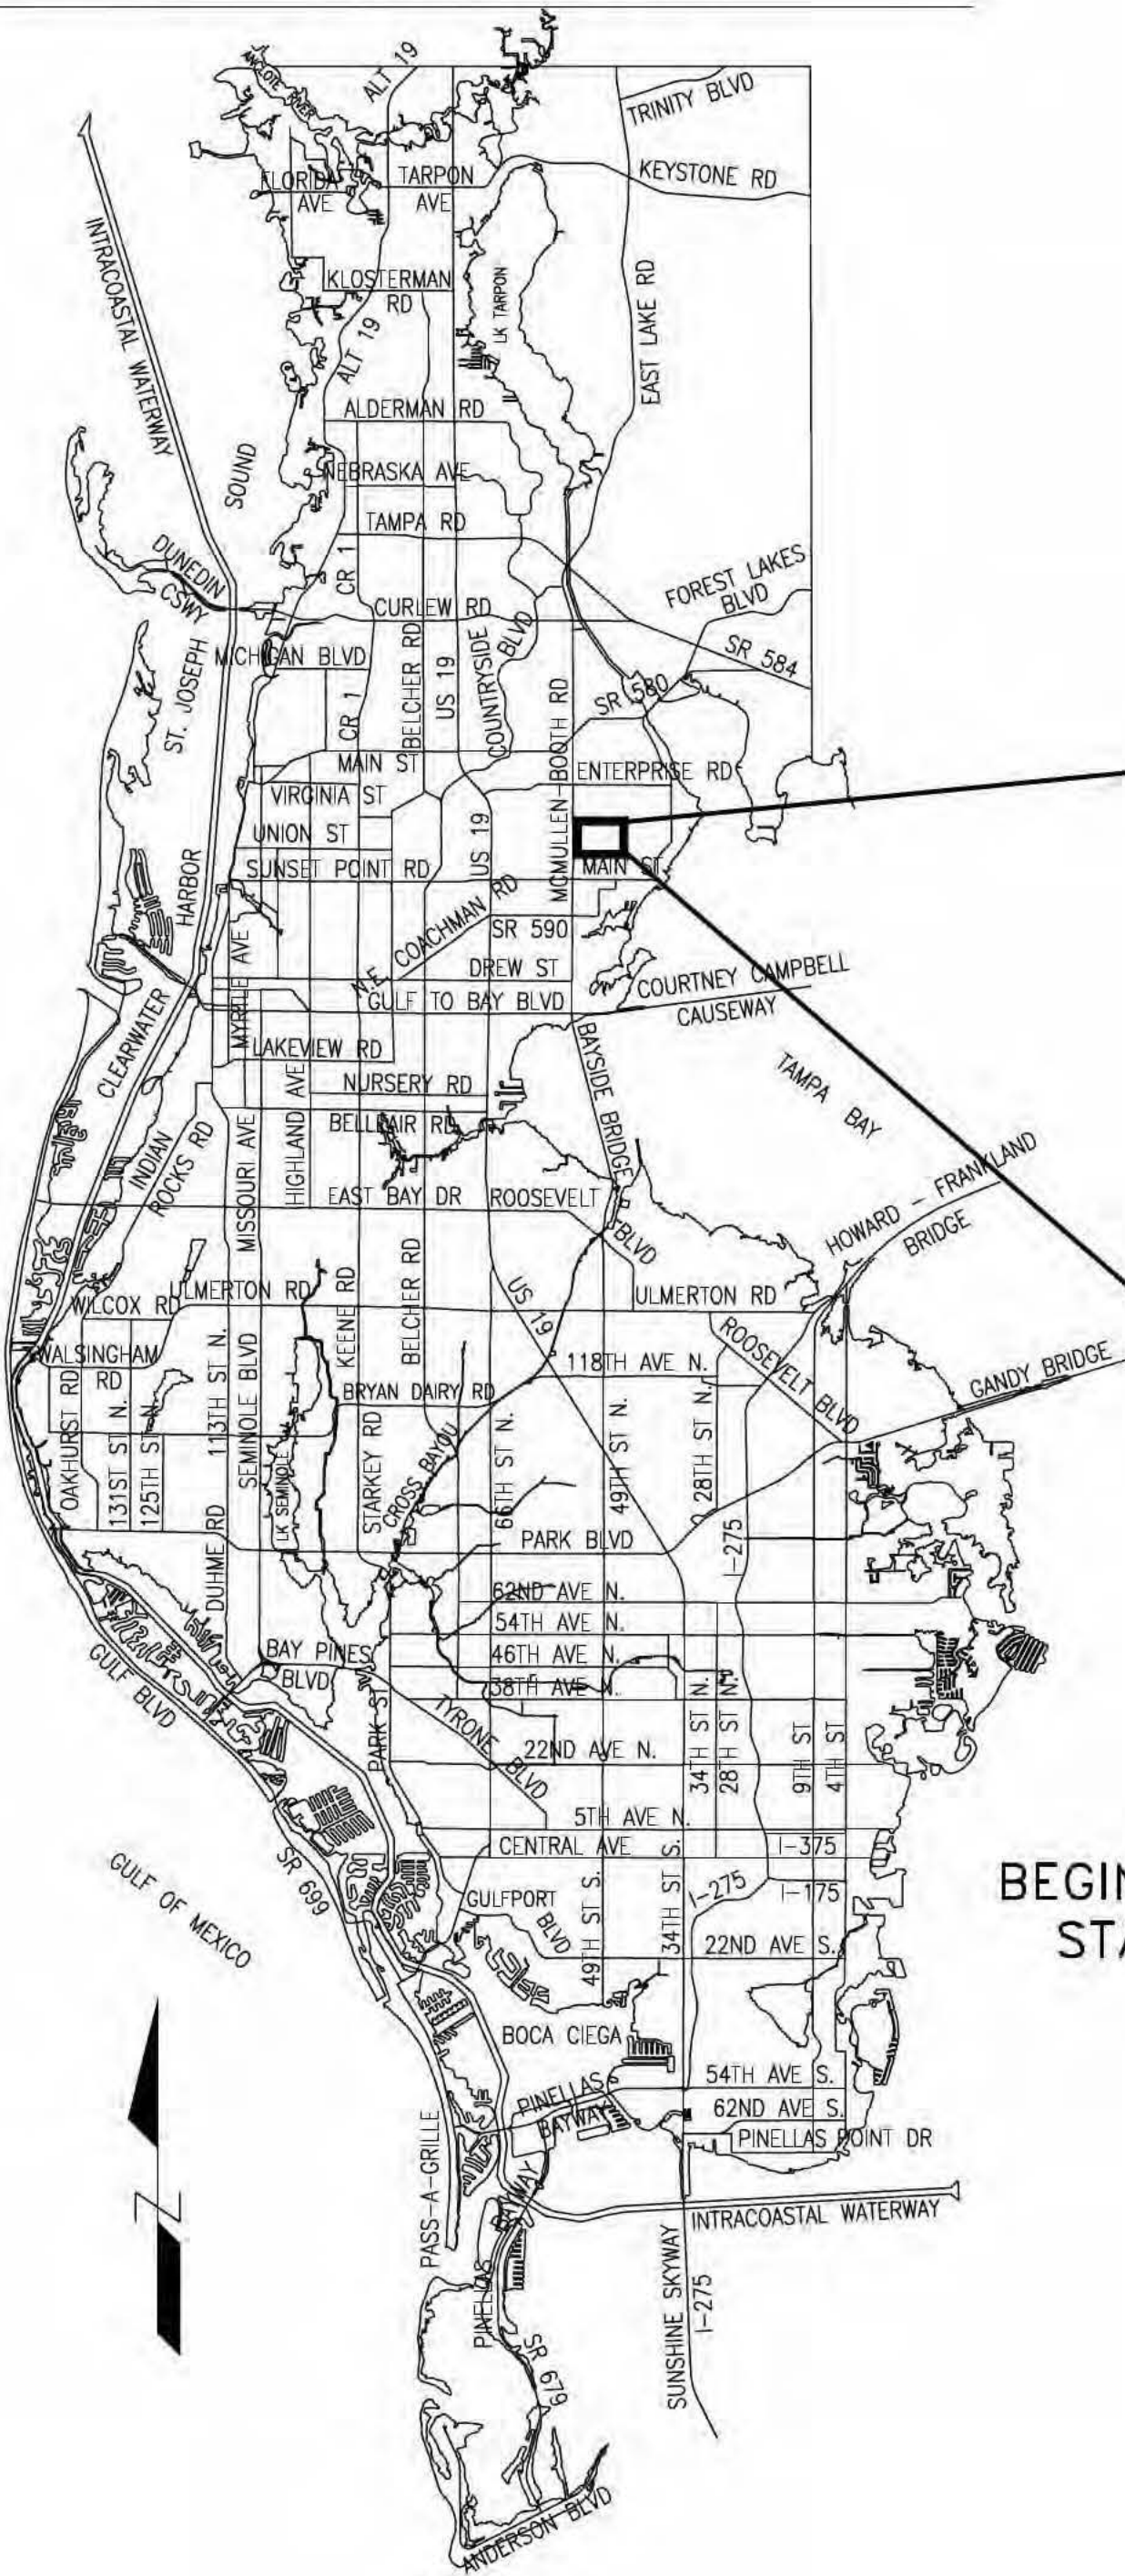 ANCLOTE RIVER
ALT 19
TRINITY BLVD
KEYSTONE RD
FLORIDA
AVE
TARPON
AVE
INTRACOASTAL WATERWAY
KLOSTERMAN
RD
LK TARPON
EAST LAKE RD
ALT 19
ALDERMAN RD
SOUND
NEBRASKA AVE
TAMPA RD
DUNEDIN
CSWY
CR 1
FOREST LAKES
BLVD
CURLEW RD
ST. JOSEPH
MICHIGAN BLVD
BELCHER RD
US 19
COUNTRYSIDE
BLVD
SR 584
CR 1
MCMULLEN-BOOTH RD
SR 580
MAIN ST
ENTERPRISE RD
VIRGINIA ST
UNION ST
US 19
SUNSET POINT RD
MAIN ST
HARBOR
N.E. COACHMAN RD
SR 590
MYRTLE AVE
DREW ST
COURTNEY CAMPBELL
CAUSEWAY
GULF TO BAY BLVD
CLEARWATER
LAKEVIEW RD
BAYSIDE BRIDGE
TAMPA BAY
NURSERY RD
HIGHLAND AVE
BELLEAIR RD
INDIAN
ROCKS RD
MISSOURI AVE
EAST BAY DR
ROOSEVELT
BLVD
HOWARD - FRANKLAND
BRIDGE
US 19
ULMERTON RD
WILCOX RD
ULMERTON RD
KEENE RD
BELCHER RD
WALSINGHAM
RD
118TH AVE N.
ROOSEVELT BLVD
GANDY BRIDGE
BRYAN DAIRY RD
OAKHURST RD
131ST ST N.
125TH ST N.
113TH ST N.
SEMINOLE BLVD
LK SEMINOLE
STARKEY RD
CROSS BAYOU
66TH ST N.
49TH ST N.
28TH ST N.
I-275
PARK BLVD
DUHME RD
62ND AVE N.
54TH AVE N.
46TH AVE N.
38TH AVE N.
BAY PINES
BLVD
GULF BLVD
PARK ST
TYRONE
BLVD
22ND AVE N.
34TH ST N.
28TH ST N.
9TH ST
4TH ST
5TH AVE N.
CENTRAL AVE
I-375
SR 699
GULF OF MEXICO
GULFPORT
BLVD
49TH ST S.
34TH ST S.
I-275
I-175
22ND AVE S.
BEGIN
STA
BOCA CIEGA
54TH AVE S.
62ND AVE S.
PINELLAS POINT DR
PINELLAS
BAYWAY
PASS-A-GRILLE
INTRACOASTAL WATERWAY
PINELLAS
BAYWAY
SUNSHINE SKYWAY
I-275
SR 679
ANDERSON BLVD
N